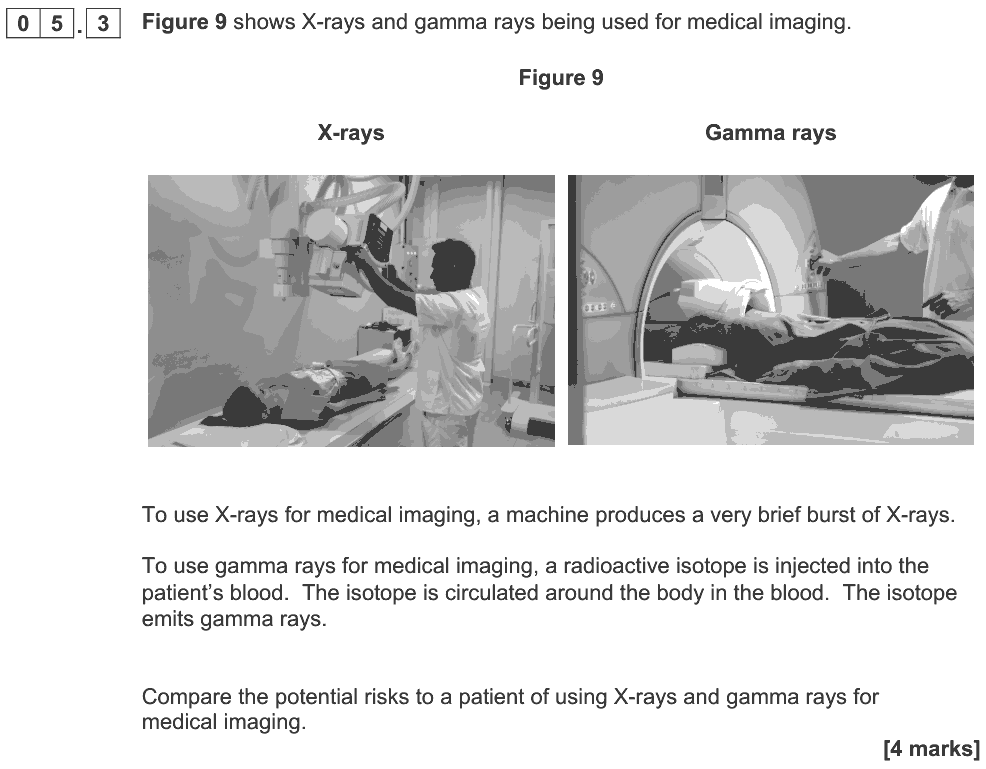 0 5 . 3 Figure 9 shows X-rays and gamma rays being used for medical imaging.
Figure 9
X-rays Gamma rays
To use X-rays for medical imaging, a machine produces a very brief burst of X-rays.
To use gamma rays for medical imaging, a radioactive isotope is injected into the
patient's blood. The isotope is circulated around the body in the blood. The isotope
emits gamma rays.
Compare the potential risks to a patient of using X-rays and gamma rays for
medical imaging.
[4 marks]